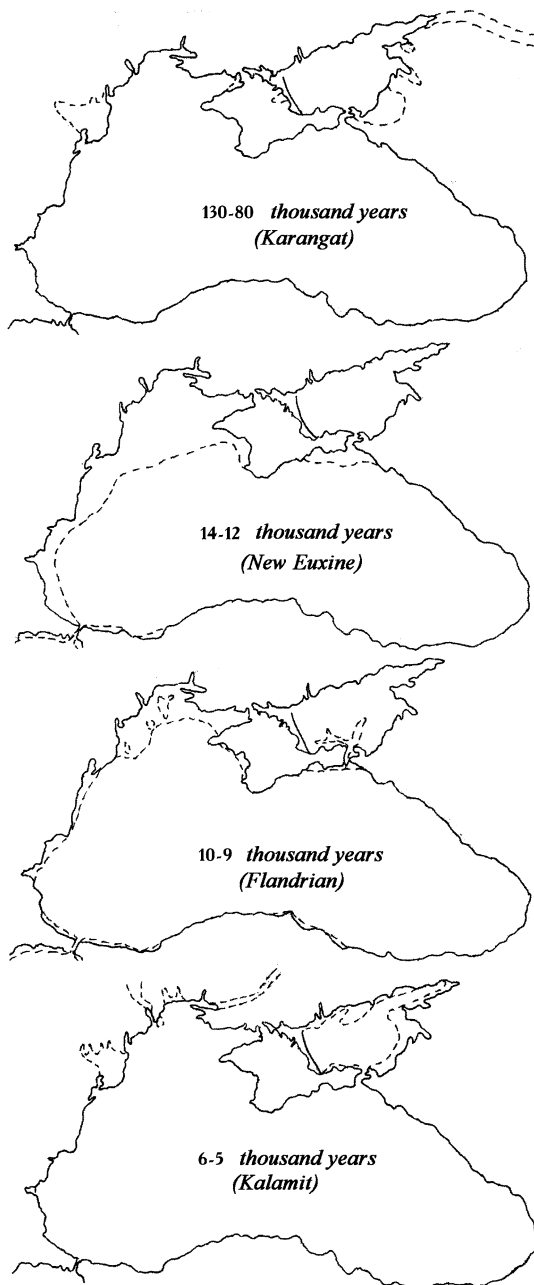 130-80 thousand years
(Karangat)
14-12 thousand years
(New Euxine)
10-9 thousand years
(Flandrian)
6-5 thousand years
(Kalamit)